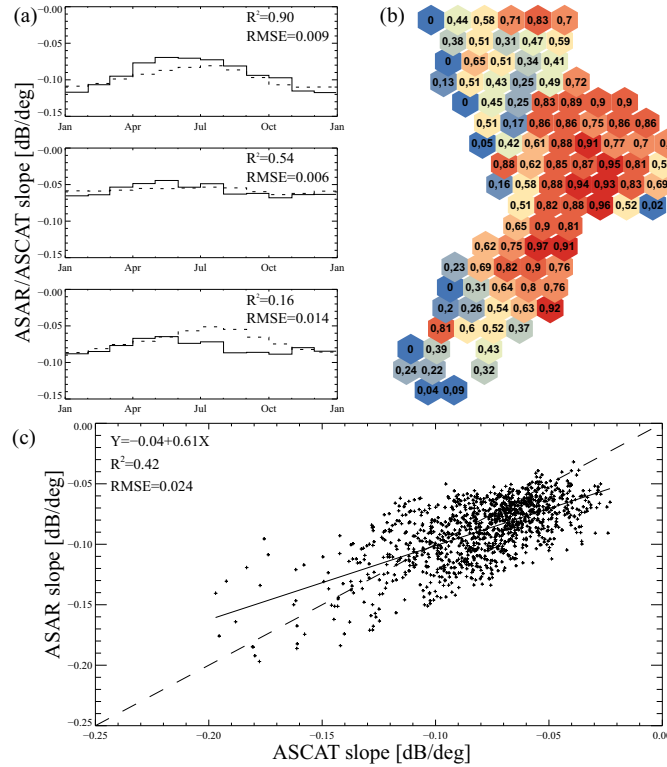 (a)
ASAR/ASCAT slope [dB/deg]
−0.00
−0.05
−0.10
−0.15
R²=0.90
RMSE=0.009
Jan Apr Jul Oct Jan
−0.00
−0.05
−0.10
−0.15
R²=0.54
RMSE=0.006
Jan Apr Jul Oct Jan
−0.00
−0.05
−0.10
−0.15
R²=0.16
RMSE=0.014
Jan Apr Jul Oct Jan
(b)
0 0,44 0,58 0,71 0,83 0,7
0,38 0,51 0,31 0,47 0,59
0 0,65 0,51 0,34 0,41
0,13 0,51 0,43 0,25 0,49 0,72
0 0,45 0,25 0,83 0,89 0,9 0,9
0,51 0,17 0,86 0,86 0,75 0,86 0,86
0,05 0,42 0,61 0,88 0,91 0,77 0,7
0,88 0,62 0,85 0,87 0,95 0,81
0,16 0,58 0,88 0,94 0,93 0,83 0,69
0,51 0,82 0,88 0,96 0,52 0,02
0,65 0,9 0,81
0,62 0,75 0,97 0,91
0,23 0,69 0,82 0,9 0,76
0 0,31 0,64 0,8 0,76
0,2 0,26 0,54 0,63 0,92
0,81 0,6 0,52 0,37
0 0,39 0,43
0,24 0,22 0,32
0,04 0,09
(c)
ASAR slope [dB/deg]
0.00
−0.05
−0.10
−0.15
−0.20
−0.25
Y=−0.04+0.61X
R²=0.42
RMSE=0.024
−0.25 −0.20 −0.15 −0.10 −0.05 0.00
ASCAT slope [dB/deg]